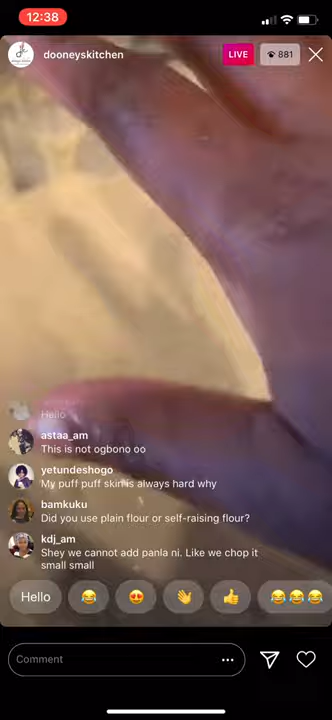 12:38
dooneyskitchen
LIVE
881
Hello
astaa_am
This is not ogbono oo
yetundeshogo
My puff puff skin is always hard why
bamkuku
Did you use plain flour or self-raising flour?
kdj_am
Shey we cannot add panla ni. Like we chop it
small small
Hello
Comment